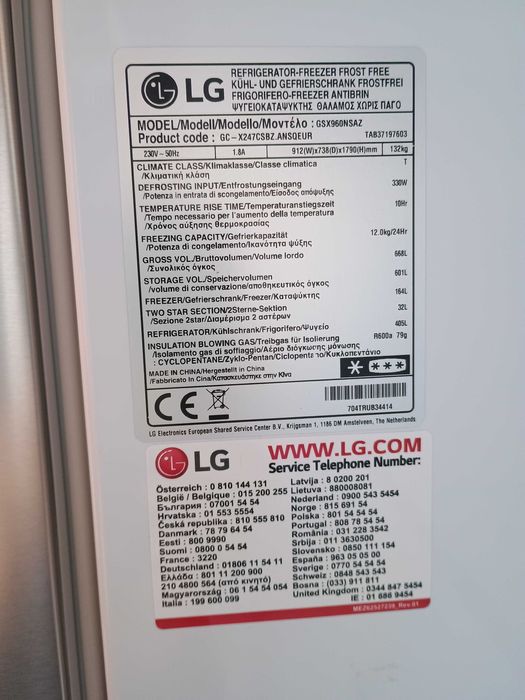 LG
REFRIGERATOR-FREEZER FROST FREE
KÜHL- UND GEFRIERSCHRANK FROSTFREI
FRIGORIFERO-FREEZER ANTIBRIN
ΨΥΓΕΙΟΚΑΤΑΨΥΚΤΗΣ ΘΑΛΑΜΟΣ ΧΩΡΙΣ ΠΑΓΟ
MODEL/Modell/Modello/Μοντέλο : GSX960NSAZ
Product code : GC-X247CSBZ.ANSQEUR TAB37197603
230V ~ 50Hz 1.8A 912(W)x738(D)x1790(H)mm 132kg
CLIMATE CLASS/Klimaklasse/Classe climatica T
/Κλιματική κλάση
DEFROSTING INPUT/Entfrostungseingang 330W
/Potenza in entrata di scongelamento/Είσοδος απόψυξης
TEMPERATURE RISE TIME/Temperaturanstiegszeit 10Hr
/Tempo necessario per l'aumento della temperatura
/Χρόνος αύξησης θερμοκρασίας
FREEZING CAPACITY/Gefrierkapazität 12.0kg/24Hr
/Potenza di congelamento/Ικανότητα ψύξης
GROSS VOL./Bruttovolumen/Volume lordo 668L
/Συνολικός όγκος
STORAGE VOL./Speichervolumen 601L
/volume di conservazione/αποθηκευτικός όγκος
FREEZER/Gefrierschrank/Freezer/Καταψύκτης 164L
TWO STAR SECTION/2Sterne-Sektion 32L
/Sezione 2star/Διαμέρισμα 2 αστέρων
REFRIGERATOR/Kühlschrank/Frigorifero/Ψυγείο 405L
INSULATION BLOWING GAS/Treibgas für Isolierung R600a 79g
/Isolamento gas di soffiaggio/Αέριο διόγκωσης μόνωσης
: CYCLOPENTANE/Zyklo-Pentan/Ciclopentano/Κυκλοπεντάνιο
MADE IN CHINA/Hergestellt in China
/Fabbricato In Cina/Κατασκευάστηκε στην Κίνα
CE
704TRUB34414
LG Electronics European Shared Service Center B.V., Krijgsman 1, 1186 DM Amstelveen, The Netherlands
LG
WWW.LG.COM
Service Telephone Number:
Österreich : 0 810 144 131
België / Belgique : 015 200 255
България : 07001 54 54
Hrvatska : 01 553 5554
Česká republika : 810 555 810
Danmark : 78 79 64 54
Eesti : 800 9990
Suomi : 0800 0 54 54
France : 3220
Deutschland : 01806 11 54 11
Ελλάδα : 801 11 200 900
210 4800 564 (από κινητό)
Magyarország : 06 1 54 54 054
Italia : 199 600 099
Latvija : 8 0200 201
Lietuva : 880008081
Nederland : 0900 543 5454
Norge : 815 691 54
Polska : 801 54 54 54
Portugal : 808 78 54 54
România : 031 228 3542
Srbija : 011 3630500
Slovensko : 0850 111 154
España : 963 05 05 00
Sverige : 0770 54 54 54
Schweiz : 0848 543 543
Bosna : (033) 911 811
United Kingdom : 0344 847 5454
IE : 01 686 9454
MEZ62527239_Rev.01